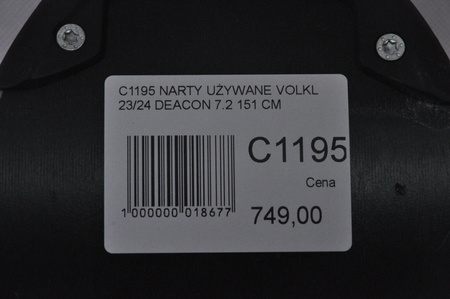 C1195 NARTY UŻYWANE VOLKL
23/24 DEACON 7.2 151 CM
C1195
Cena
1 000000 018677
749,00